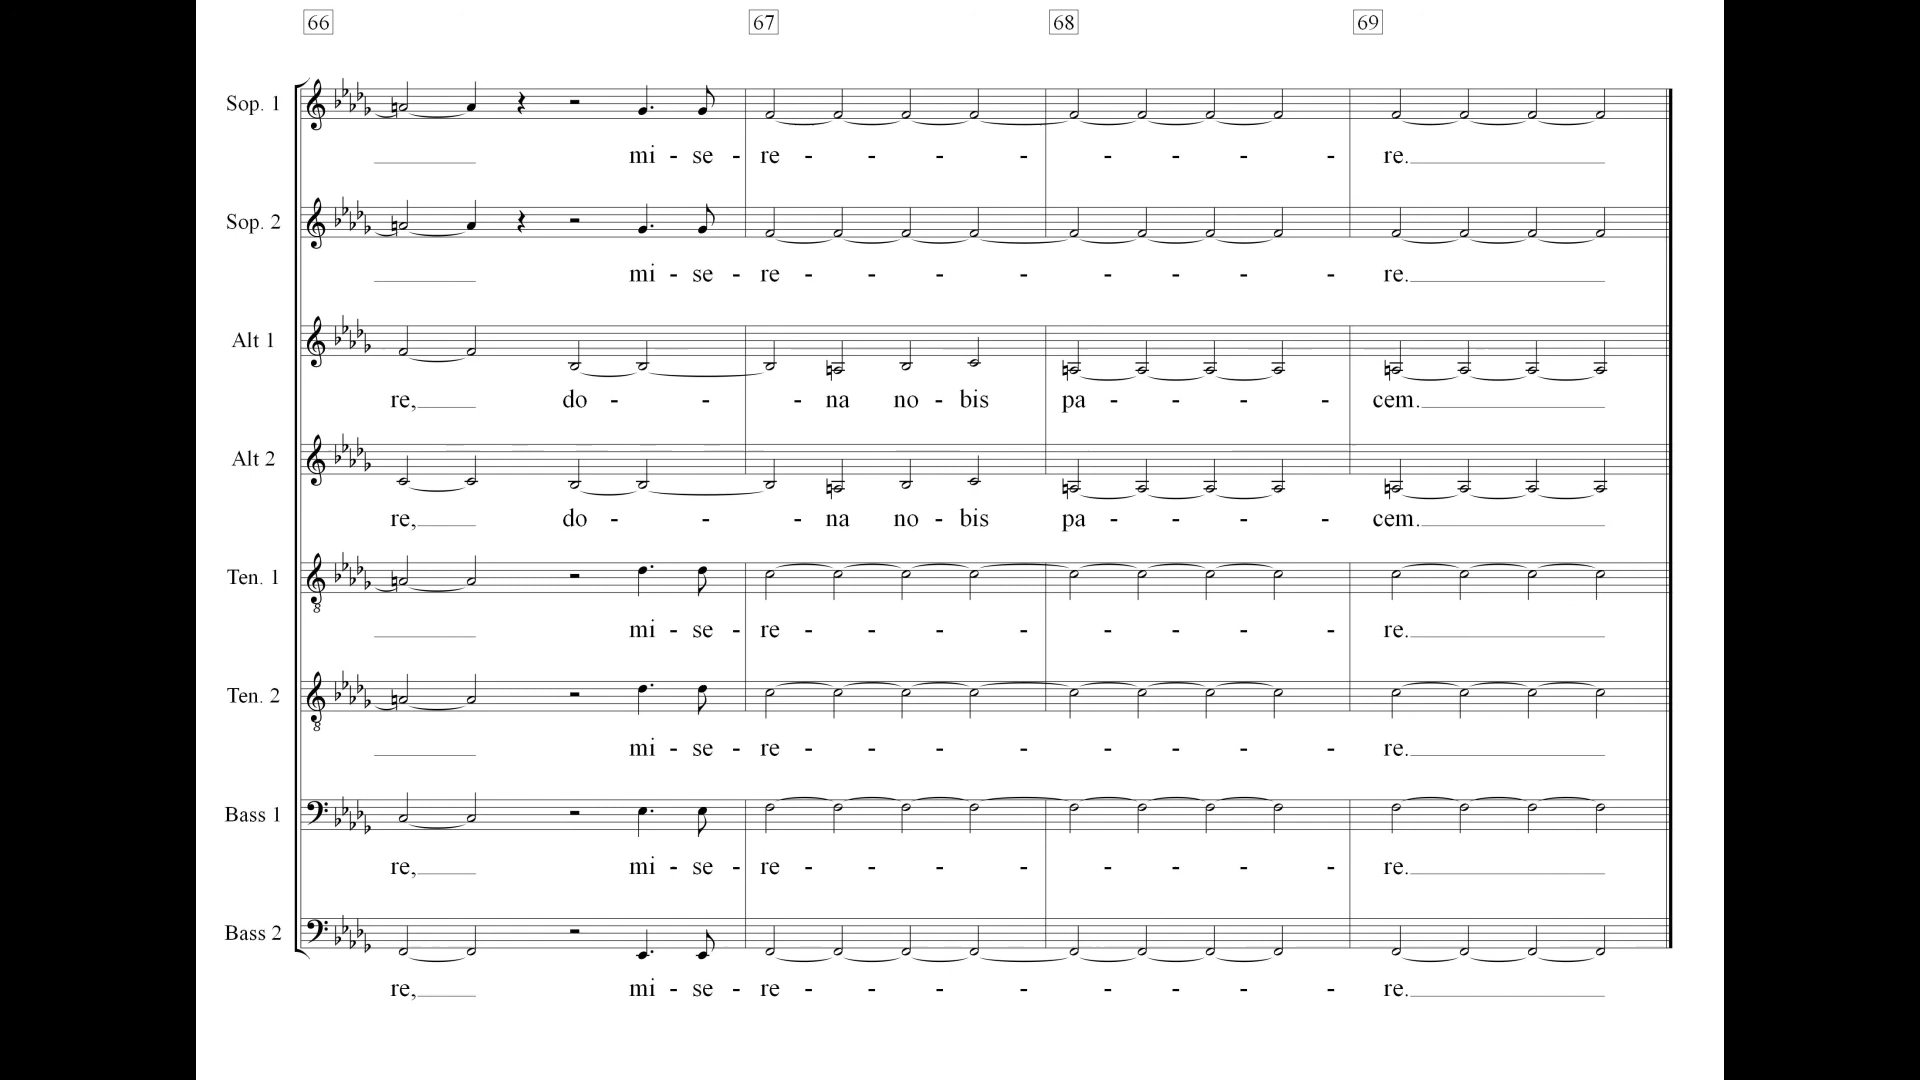 66 67 68 69
Sop. 1
mi - se - re - - - - - - - - re.
Sop. 2
mi - se - re - - - - - - - - re.
Alt 1
re, do - - - na no - bis pa - - - - cem.
Alt 2
re, do - - - na no - bis pa - - - - cem.
Ten. 1
8
mi - se - re - - - - - - - - re.
Ten. 2
8
mi - se - re - - - - - - - - re.
Bass 1
re, mi - se - re - - - - - - - - re.
Bass 2
re, mi - se - re - - - - - - - - re.